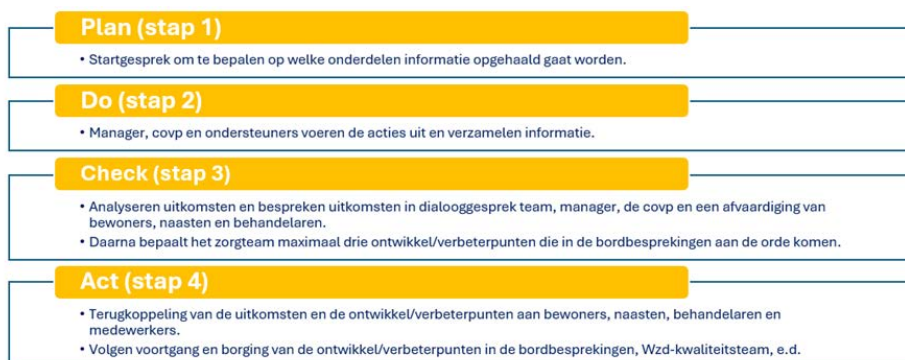 Plan (stap 1)
• Startgesprek om te bepalen op welke onderdelen informatie opgehaald gaat worden.
Do (stap 2)
• Manager, covp en ondersteuners voeren de acties uit en verzamelen informatie.
Check (stap 3)
• Analyseren uitkomsten en bespreken uitkomsten in dialooggesprek team, manager, de covp en een afvaardiging van
bewoners, naasten en behandelaren.
• Daarna bepaalt het zorgteam maximaal drie ontwikkel/verbeterpunten die in de bordbesprekingen aan de orde komen.
Act (stap 4)
• Terugkoppeling van de uitkomsten en de ontwikkel/verbeterpunten aan bewoners, naasten, behandelaren en
medewerkers.
• Volgen voortgang en borging van de ontwikkel/verbeterpunten in de bordbesprekingen, Wzd-kwaliteitsteam, e.d.